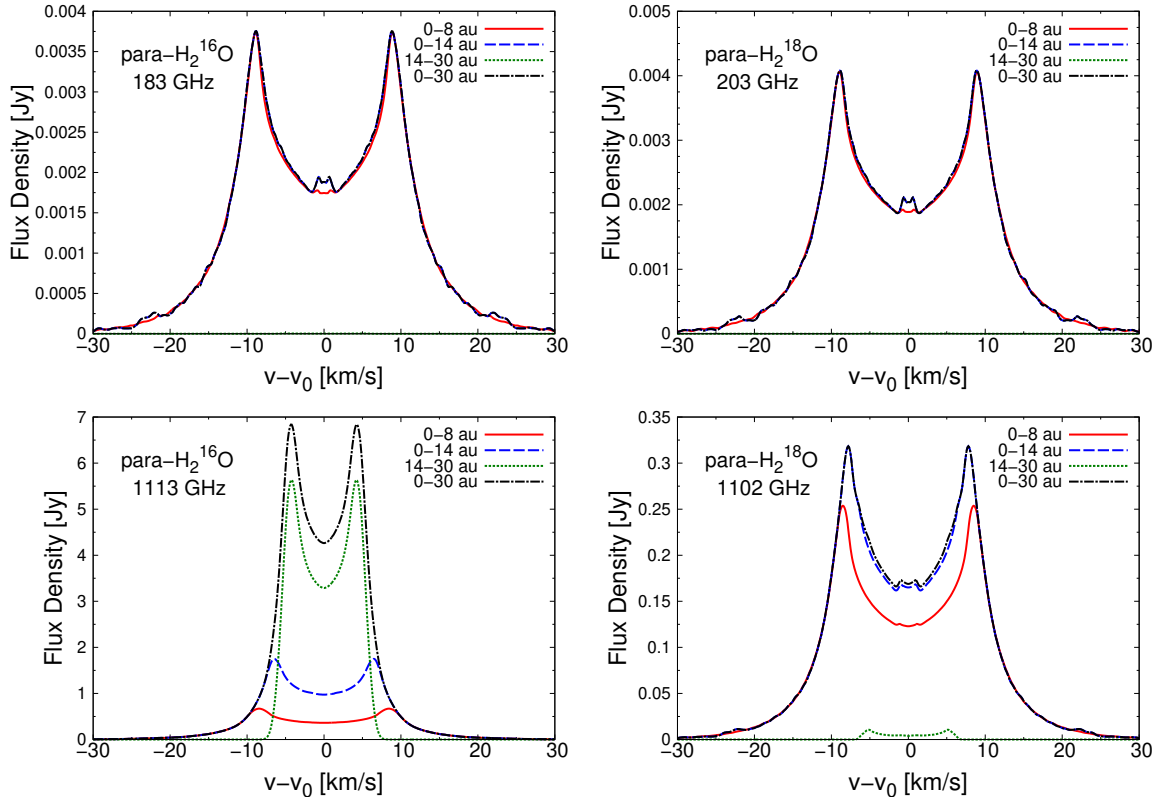 para−H₂¹⁶O
183 GHz
0−8 au
0−14 au
14−30 au
0−30 au
Flux Density [Jy]
0.004
0.0035
0.003
0.0025
0.002
0.0015
0.001
0.0005
0
−30 −20 −10 0 10 20 30
v−v₀ [km/s]
para−H₂¹⁸O
203 GHz
0−8 au
0−14 au
14−30 au
0−30 au
Flux Density [Jy]
0.005
0.004
0.003
0.002
0.001
0
−30 −20 −10 0 10 20 30
v−v₀ [km/s]
para−H₂¹⁶O
1113 GHz
0−8 au
0−14 au
14−30 au
0−30 au
Flux Density [Jy]
7
6
5
4
3
2
1
0
−30 −20 −10 0 10 20 30
v−v₀ [km/s]
para−H₂¹⁸O
1102 GHz
0−8 au
0−14 au
14−30 au
0−30 au
Flux Density [Jy]
0.35
0.3
0.25
0.2
0.15
0.1
0.05
0
−30 −20 −10 0 10 20 30
v−v₀ [km/s]